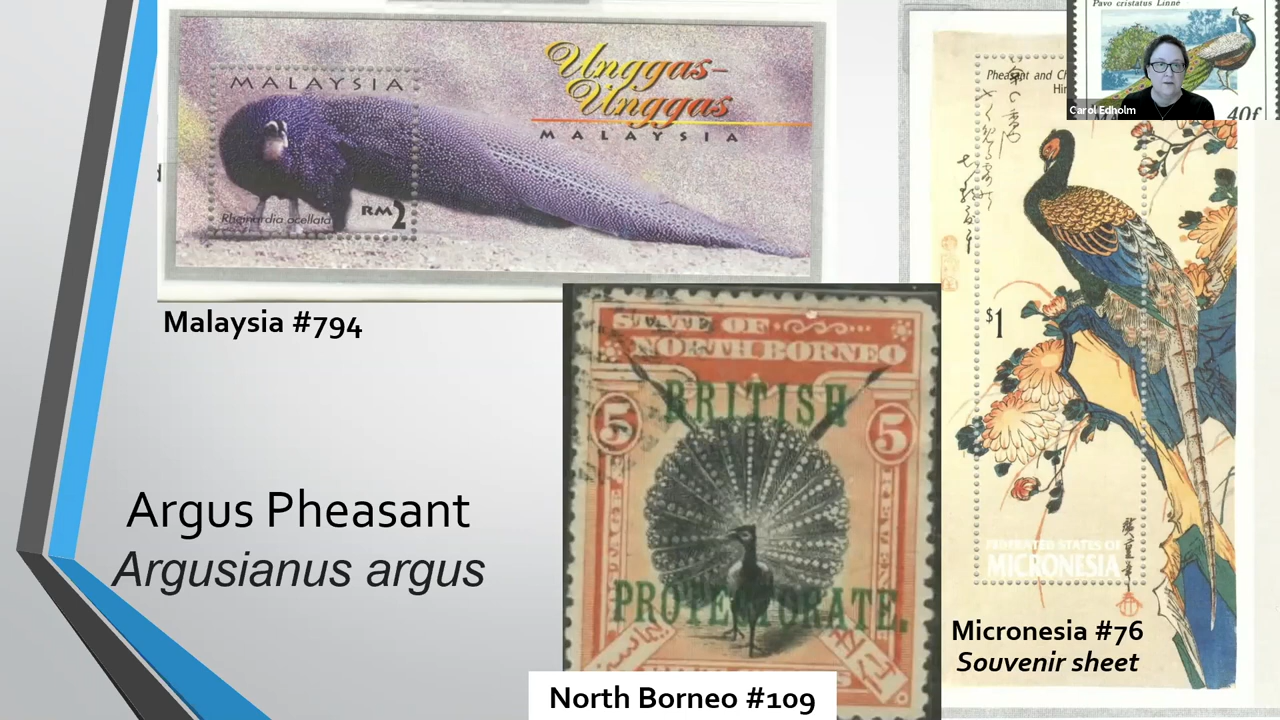 MALAYSIA
Unggas-
Unggas
MALAYSIA
Rheinardia ocellata
RM2
Malaysia #794
Argus Pheasant
Argusianus argus
STATE OF
NORTH BORNEO
BRITISH
5 5
PROTECTORATE.
North Borneo #109
Pavo cristatus Linné
Carol Edholm
40f
Pheasant and Ch
Hir
$1
FEDERATED STATES OF
MICRONESIA
Micronesia #76
Souvenir sheet